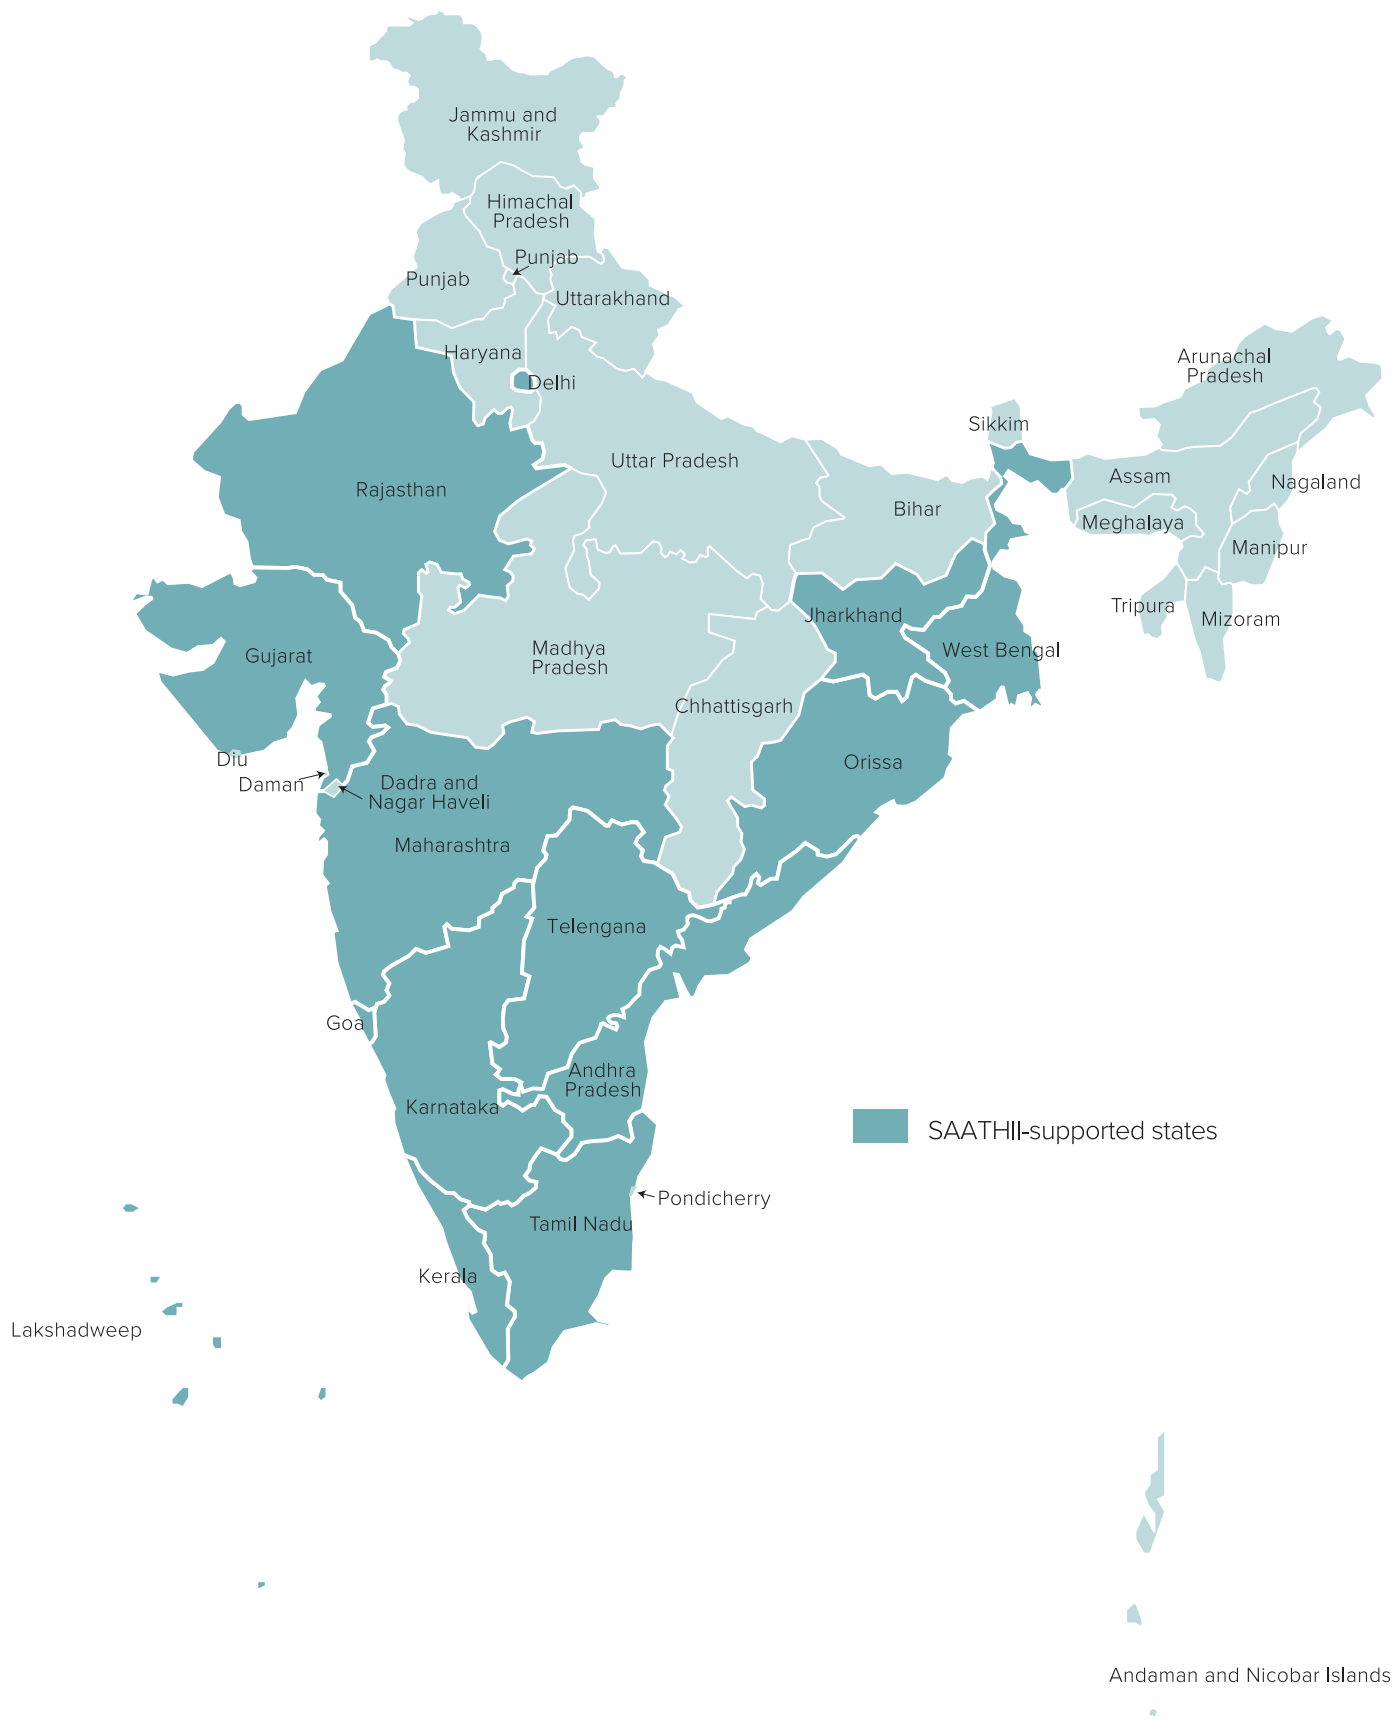 Jammu and
Kashmir
Himachal
Pradesh
Punjab
Punjab
Uttarakhand
Haryana
Delhi
Arunachal
Pradesh
Sikkim
Uttar Pradesh
Assam
Nagaland
Rajasthan
Bihar
Meghalaya
Manipur
Tripura
Mizoram
Jharkhand
West Bengal
Gujarat
Madhya
Pradesh
Chhattisgarh
Diu
Daman
Dadra and
Nagar Haveli
Orissa
Maharashtra
Telengana
Goa
Andhra
Pradesh
Karnataka
SAATHII-supported states
Pondicherry
Tamil Nadu
Kerala
Lakshadweep
Andaman and Nicobar Islands